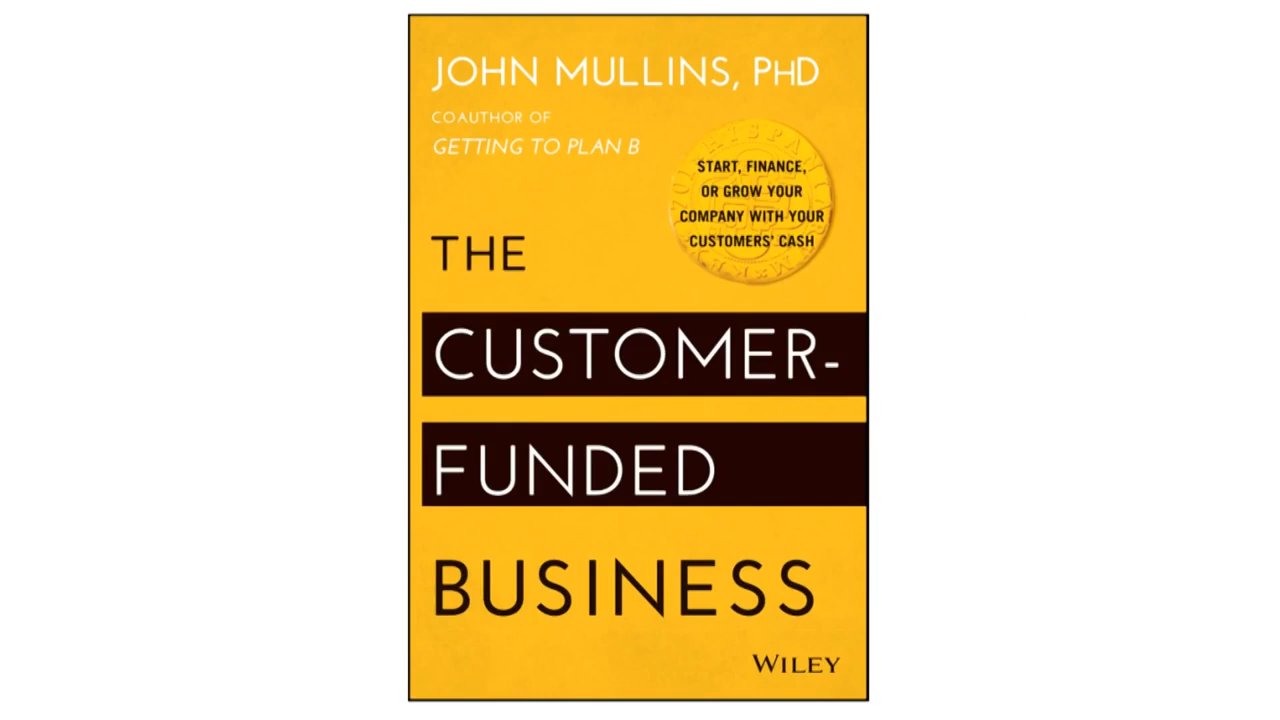 JOHN MULLINS, PHD
COAUTHOR OF
GETTING TO PLAN B
START, FINANCE,
OR GROW YOUR
COMPANY WITH YOUR
CUSTOMERS' CASH
THE
CUSTOMER-
FUNDED
BUSINESS
WILEY